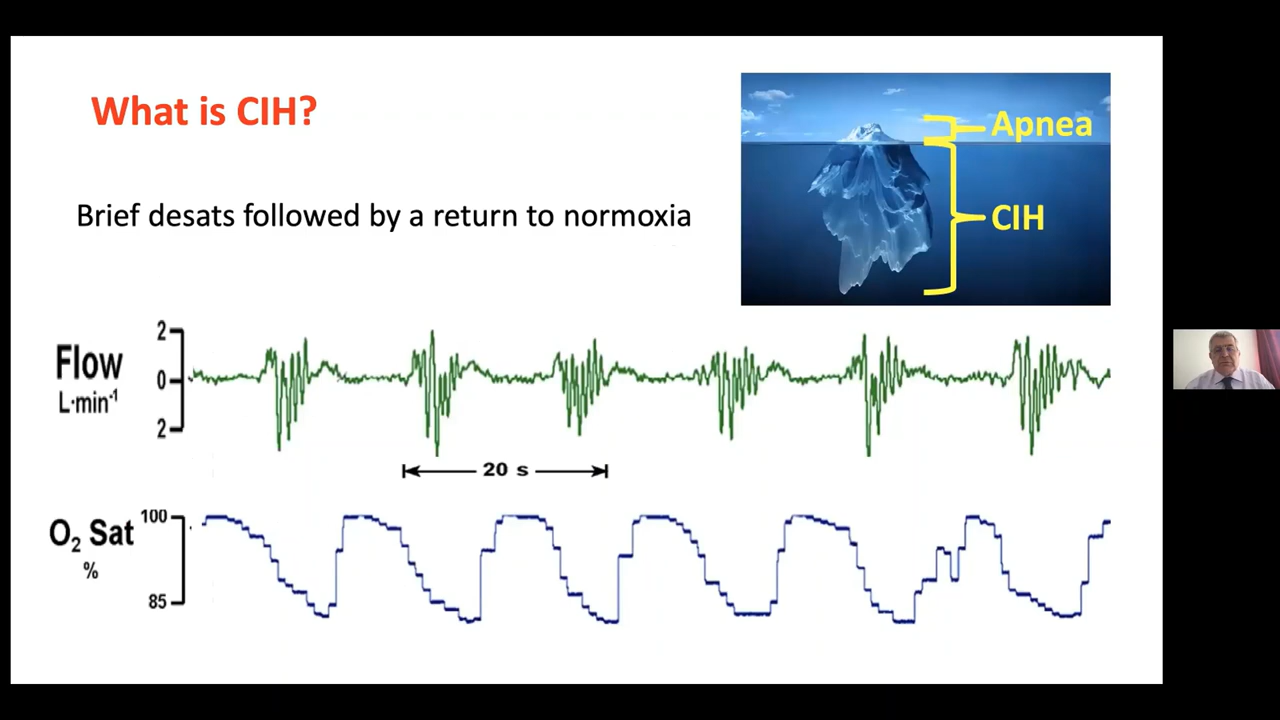 What is CIH?
Apnea
CIH
Brief desats followed by a return to normoxia
Flow
L·min-1
2
0
2
20 s
O2 Sat
%
100
85